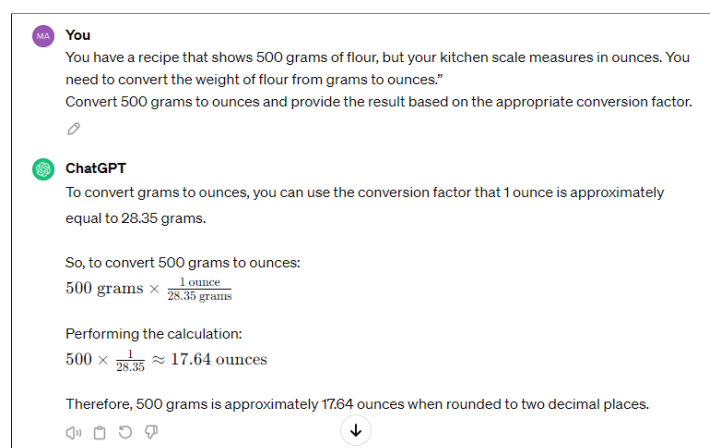 MA
You
You have a recipe that shows 500 grams of flour, but your kitchen scale measures in ounces. You
need to convert the weight of flour from grams to ounces.”
Convert 500 grams to ounces and provide the result based on the appropriate conversion factor.
ChatGPT
To convert grams to ounces, you can use the conversion factor that 1 ounce is approximately
equal to 28.35 grams.
So, to convert 500 grams to ounces:
500 grams × 1 ounce / 28.35 grams
Performing the calculation:
500 × 1 / 28.35 ≈ 17.64 ounces
Therefore, 500 grams is approximately 17.64 ounces when rounded to two decimal places.